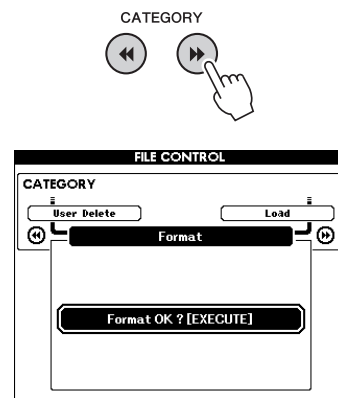 CATEGORY
FILE CONTROL
CATEGORY
User Delete Load
Format
Format OK ? [EXECUTE]